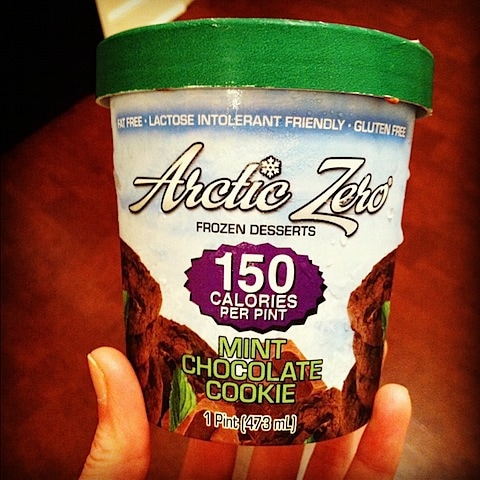 FAT FREE · LACTOSE INTOLERANT FRIENDLY · GLUTEN FREE
Arctic Zero
FROZEN DESSERTS
150
CALORIES
PER PINT
MINT
CHOCOLATE
COOKIE
1 Pint (473 mL)